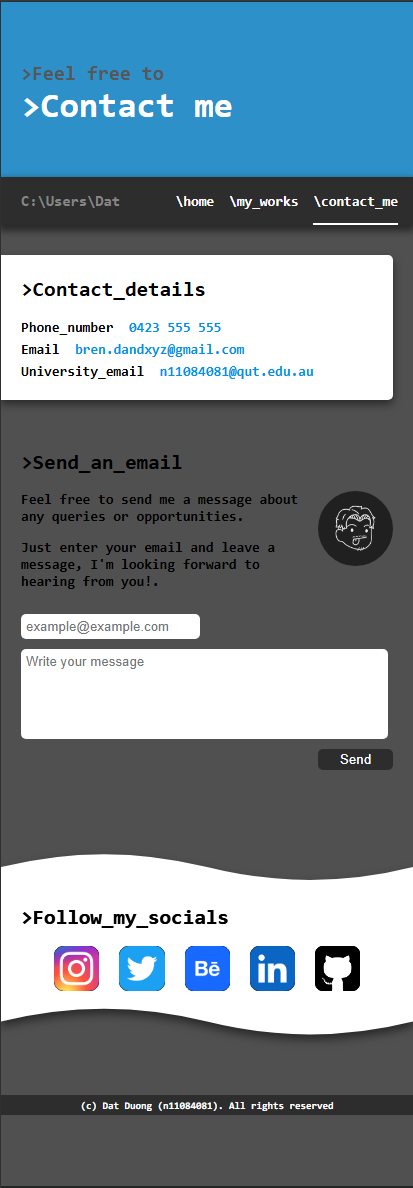 >Feel free to
>Contact me
C:\Users\Dat \home \my_works \contact_me
>Contact_details
Phone_number 0423 555 555
Email bren.dandxyz@gmail.com
University_email n11084081@qut.edu.au
>Send_an_email
Feel free to send me a message about
any queries or opportunities.
Just enter your email and leave a
message, I'm looking forward to
hearing from you!.
example@example.com
Write your message
Send
>Follow_my_socials
Bē
in
(c) Dat Duong (n11084081). All rights reserved